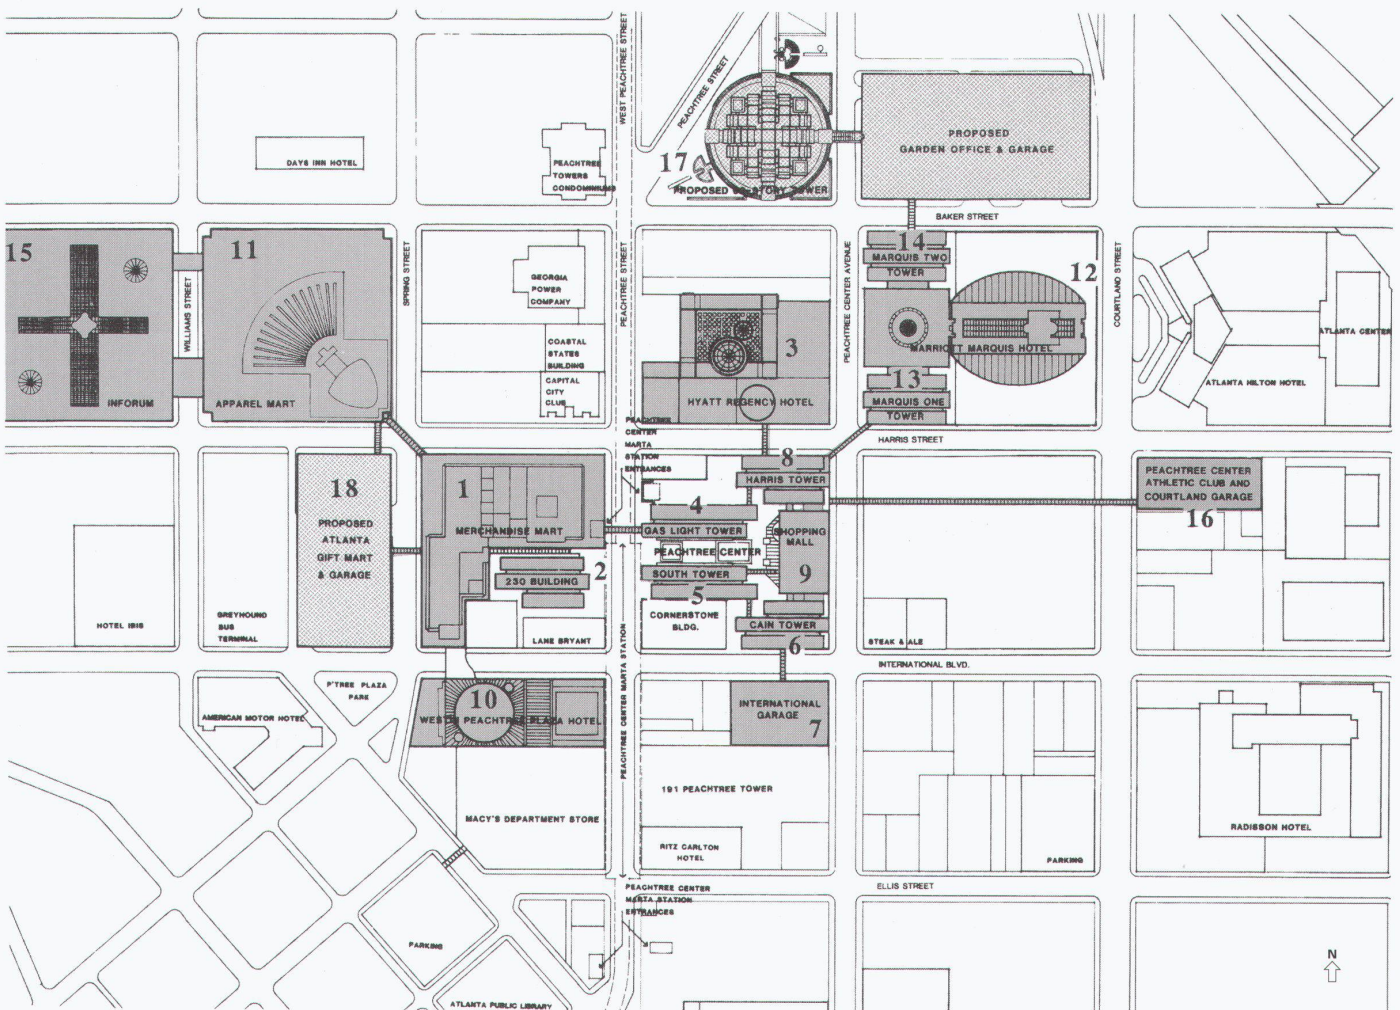 WEST PEACHTREE STREET
PEACHTREE STREET
PROPOSED
GARDEN OFFICE & GARAGE
DAYS INN HOTEL
PEACHTREE
TOWERS
CONDOMINIUMS
17
BAKER STREET
15
11
INFORUM
WILLIAMS STREET
APPAREL MART
SPRING STREET
GEORGIA
POWER
COMPANY
COASTAL
STATES
BUILDING
CAPITAL
CITY
CLUB
PEACHTREE STREET
3
HYATT REGENCY HOTEL
PEACHTREE CENTER AVENUE
14
MARQUIS TWO
TOWER
12
MARRIOTT MARQUIS HOTEL
13
MARQUIS ONE
TOWER
COURTLAND STREET
ATLANTA CENTER
ATLANTA HILTON HOTEL
HARRIS STREET
PEACHTREE
CENTER
MARTA
STATION
ENTRANCES
18
PROPOSED
ATLANTA
GIFT MART
& GARAGE
1
MERCHANDISE MART
2
230 BUILDING
LANE BRYANT
8
HARRIS TOWER
4
GAS LIGHT TOWER
PEACHTREE CENTER
SOUTH TOWER
5
CORNERSTONE
BLDG.
SHOPPING
MALL
9
CAIN TOWER
6
PEACHTREE CENTER
ATHLETIC CLUB AND
COURTLAND GARAGE
16
HOTEL IBIS
GREYHOUND
BUS
TERMINAL
STEAK & ALE
INTERNATIONAL BLVD.
P'TREE PLAZA
PARK
AMERICAN MOTOR HOTEL
10
WESTIN PEACHTREE PLAZA HOTEL
PEACHTREE CENTER MARTA STATION
INTERNATIONAL
GARAGE
7
191 PEACHTREE TOWER
MACY'S DEPARTMENT STORE
RITZ CARLTON
HOTEL
PARKING
RADISSON HOTEL
ELLIS STREET
PEACHTREE CENTER
MARTA STATION
ENTRANCES
PARKING
ATLANTA PUBLIC LIBRARY
N